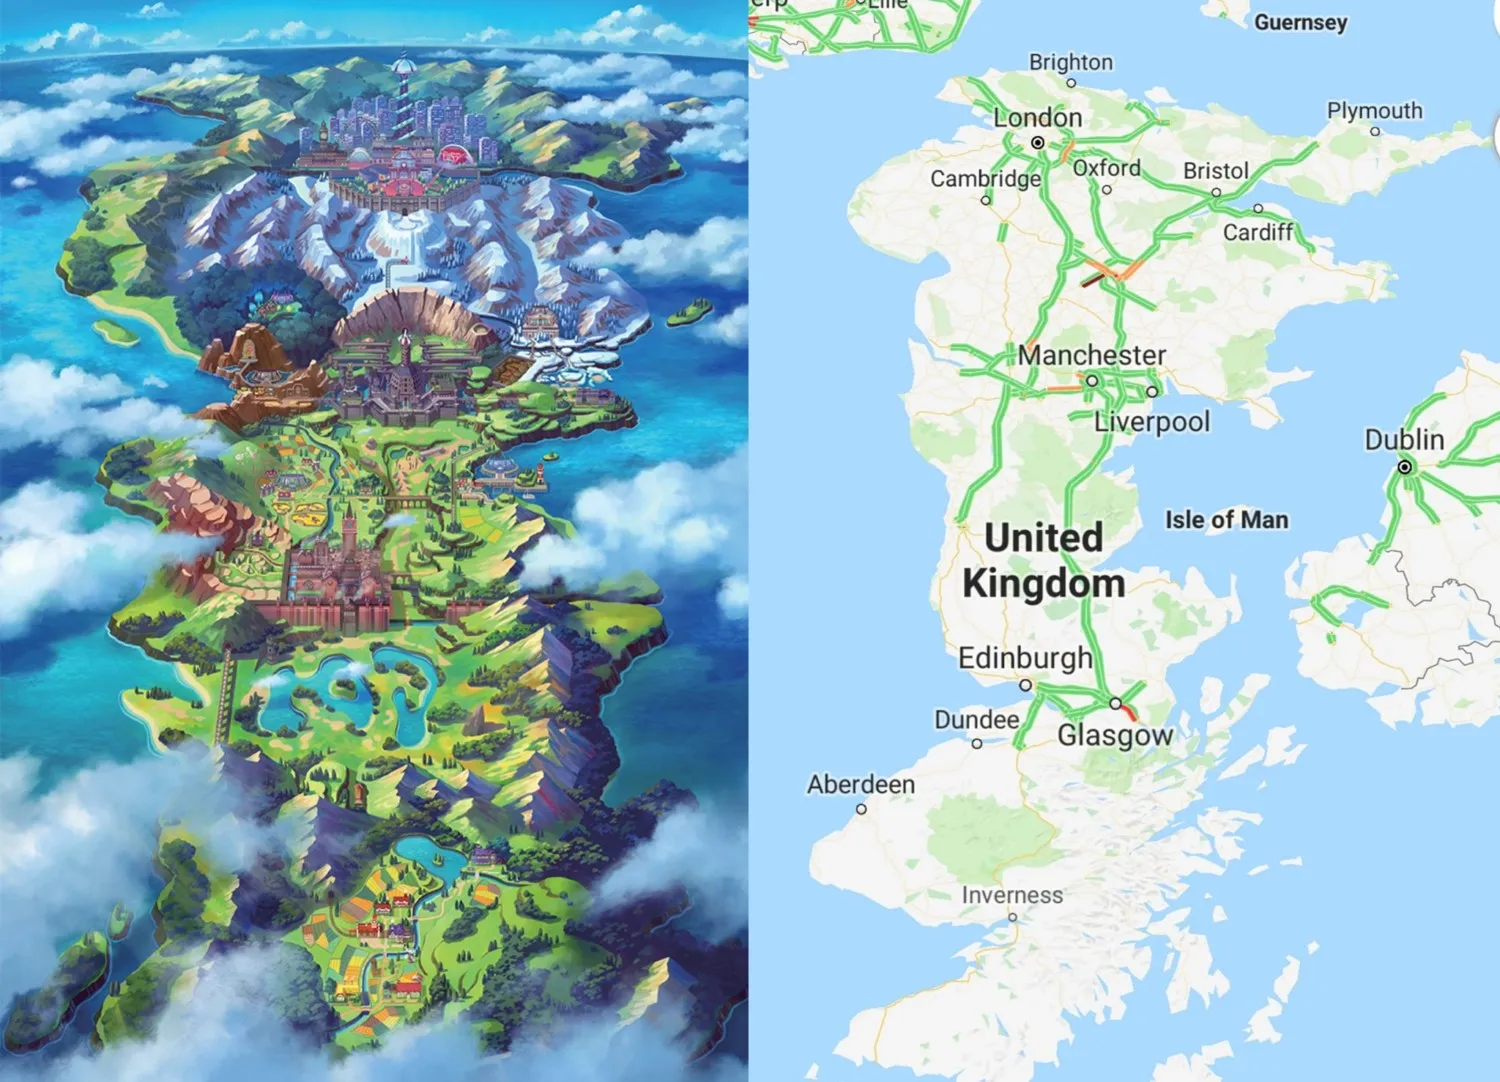 Lille
Guernsey
Brighton
Plymouth
London
Oxford
Bristol
Cambridge
Cardiff
Manchester
Liverpool
Dublin
Isle of Man
United
Kingdom
Edinburgh
Dundee
Glasgow
Aberdeen
Inverness